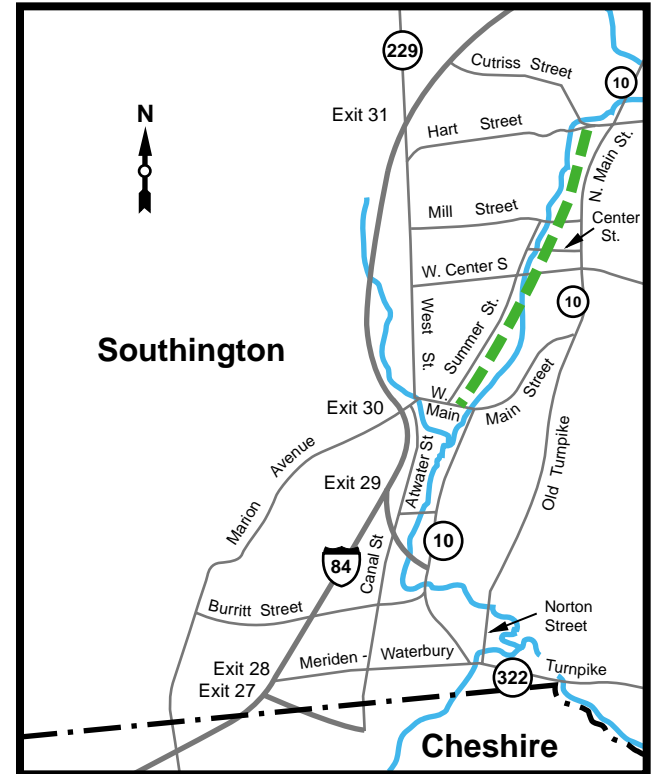 229
Cutriss Street
10
Exit 31
N
Hart Street
N. Main St.
Mill Street
Center
St.
W. Center S
10
Summer St.
West
St.
Southington
W.
Main
Main Street
Exit 30
Marion Avenue
Atwater St
Exit 29
Old Turnpike
10
84
Canal St
Burritt Street
Norton
Street
Meriden - Waterbury
Turnpike
Exit 28
Exit 27
322
Cheshire